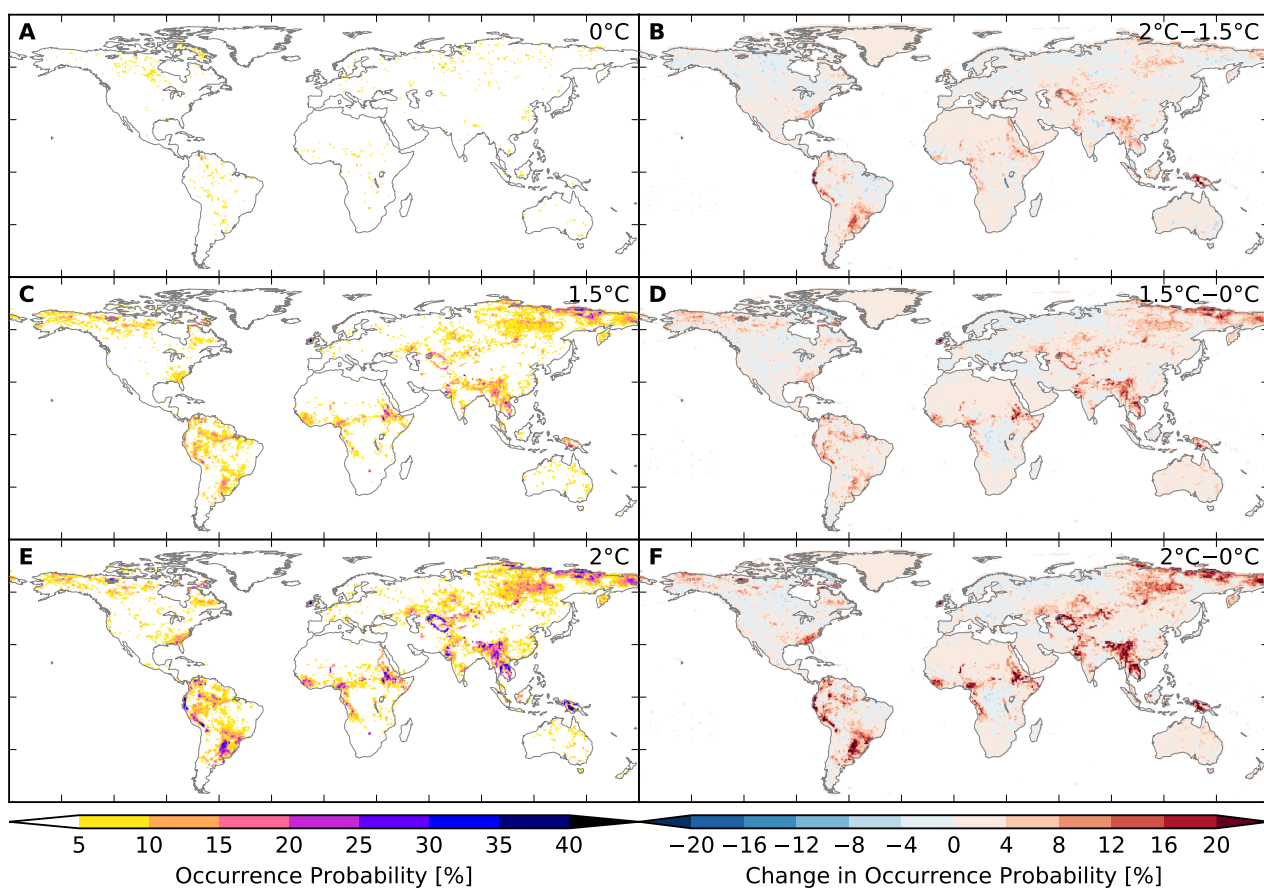 A 0°C
B 2°C−1.5°C
C 1.5°C
D 1.5°C−0°C
E 2°C
F 2°C−0°C
5 10 15 20 25 30 35 40
Occurrence Probability [%]
−20 −16 −12 −8 −4 0 4 8 12 16 20
Change in Occurrence Probability [%]